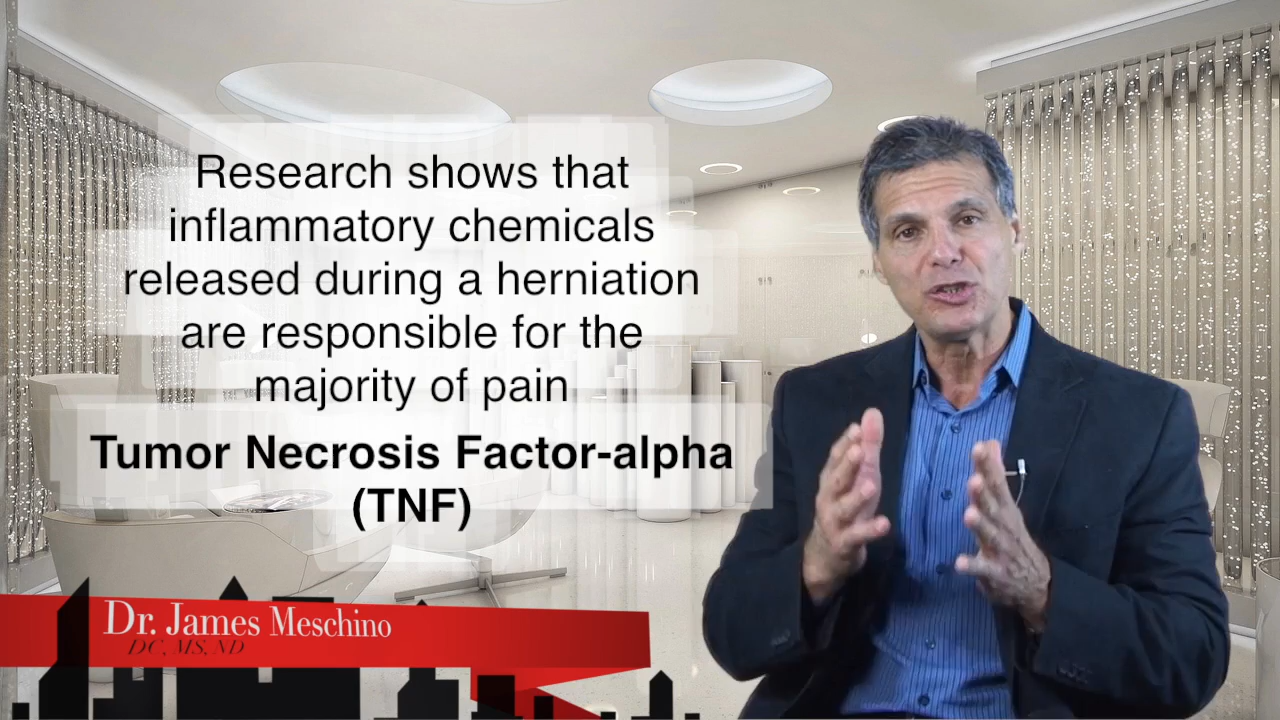 Research shows that
inflammatory chemicals
released during a herniation
are responsible for the
majority of pain
Tumor Necrosis Factor-alpha
(TNF)
Dr. James Meschino
DC, MS, ND